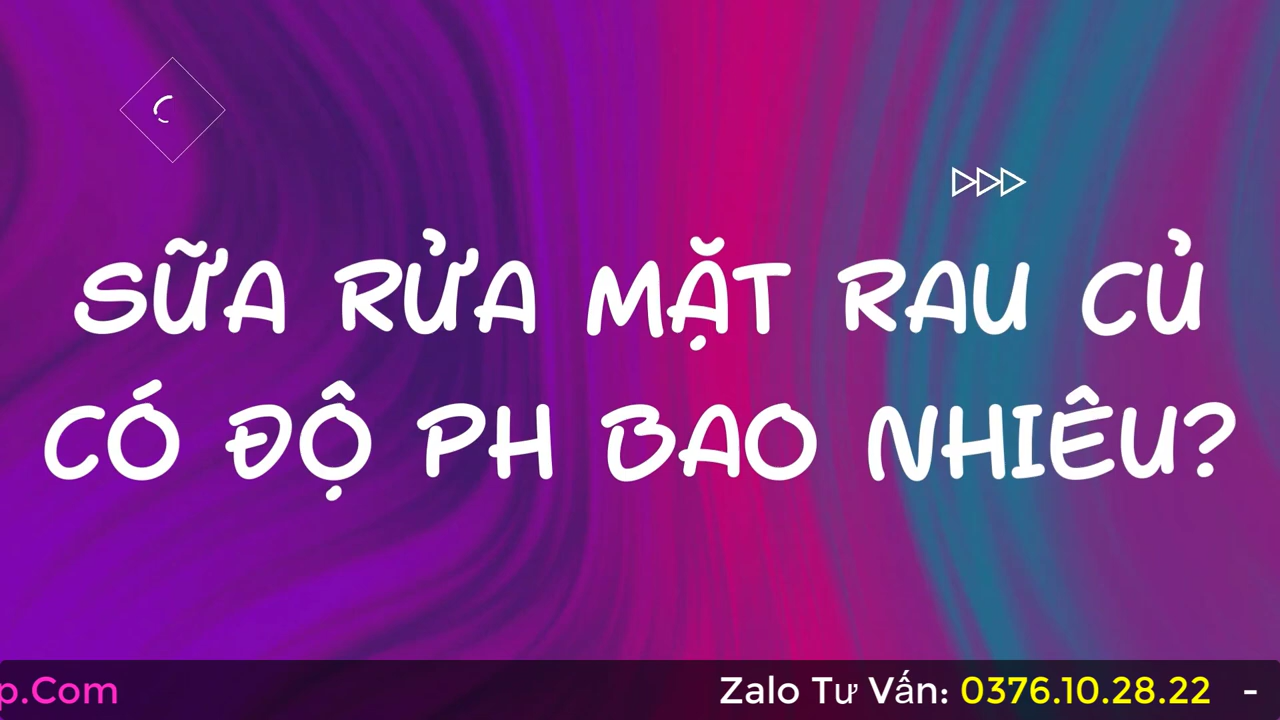 SỮA RỬA MẶT RAU CỦ
CÓ ĐỘ PH BAO NHIÊU?
p.Com Zalo Tư Vấn: 0376.10.28.22 -